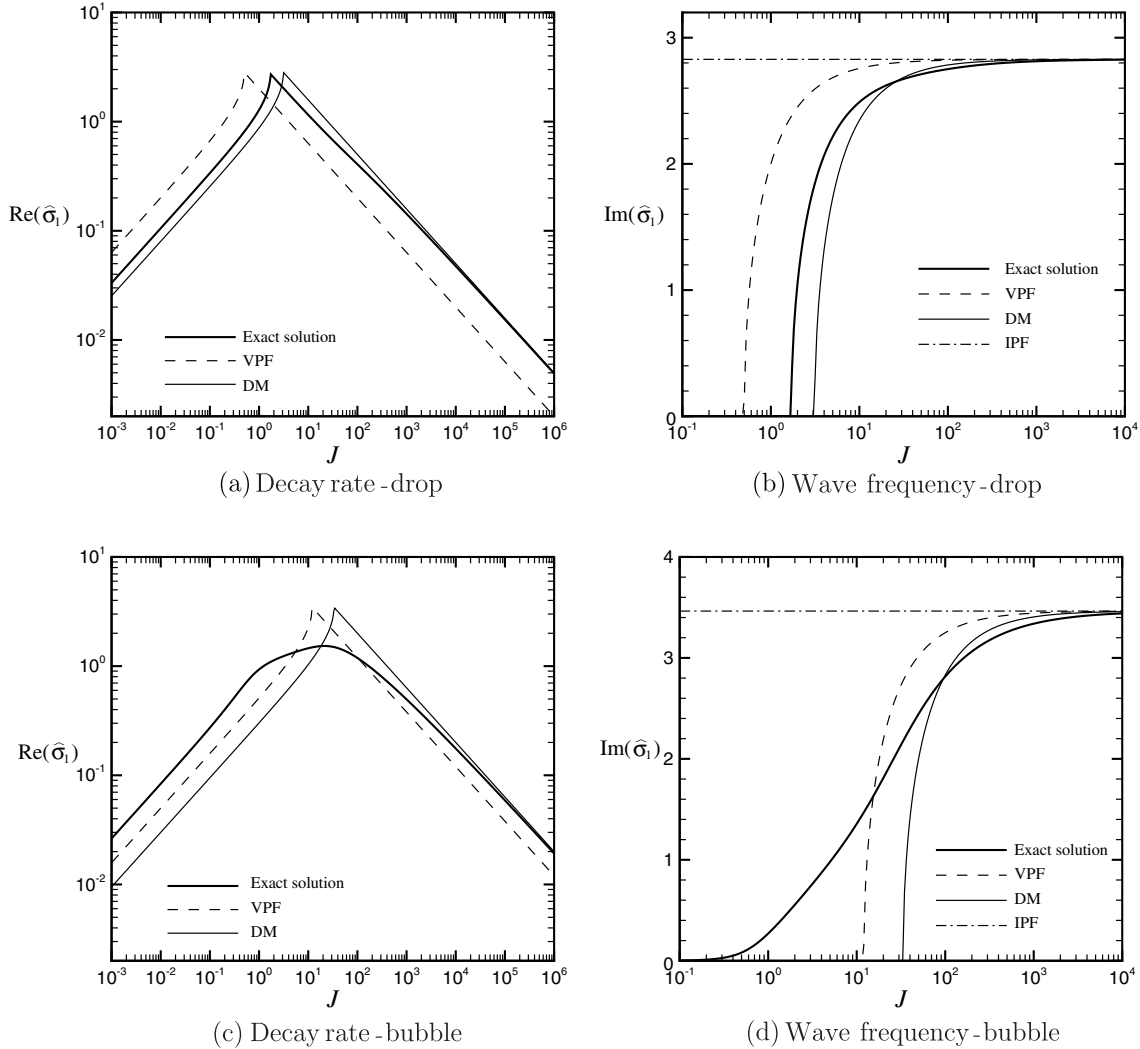 10^1
10^0
10^-1
10^-2
Re(σ̂₁)
Exact solution
VPF
DM
10^-3 10^-2 10^-1 10^0 10^1 10^2 10^3 10^4 10^5 10^6
J
(a) Decay rate-drop
3
2
1
0
Im(σ̂₁)
Exact solution
VPF
DM
IPF
10^-1 10^0 10^1 10^2 10^3 10^4
J
(b) Wave frequency-drop
10^1
10^0
10^-1
10^-2
Re(σ̂₁)
Exact solution
VPF
DM
10^-3 10^-2 10^-1 10^0 10^1 10^2 10^3 10^4 10^5 10^6
J
(c) Decay rate-bubble
4
3
2
1
0
Im(σ̂₁)
Exact solution
VPF
DM
IPF
10^-1 10^0 10^1 10^2 10^3 10^4
J
(d) Wave frequency-bubble